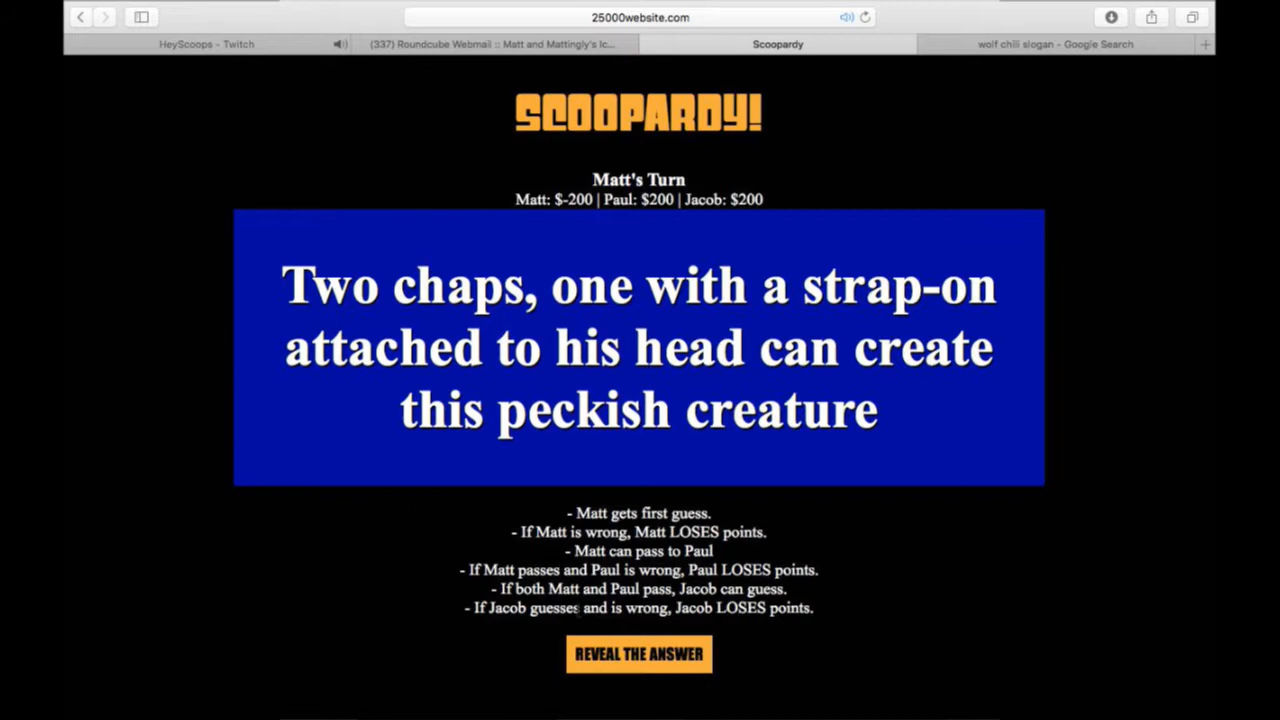 25000website.com
HeyScoops - Twitch
(337) Roundcube Webmail :: Matt and Mattingly's Ic...
Scoopardy
wolf chili slogan - Google Search
SCOOPARDY!
Matt's Turn
Matt: $-200 | Paul: $200 | Jacob: $200
Two chaps, one with a strap-on
attached to his head can create
this peckish creature
- Matt gets first guess.
- If Matt is wrong, Matt LOSES points.
- Matt can pass to Paul
- If Matt passes and Paul is wrong, Paul LOSES points.
- If both Matt and Paul pass, Jacob can guess.
- If Jacob guesses and is wrong, Jacob LOSES points.
REVEAL THE ANSWER